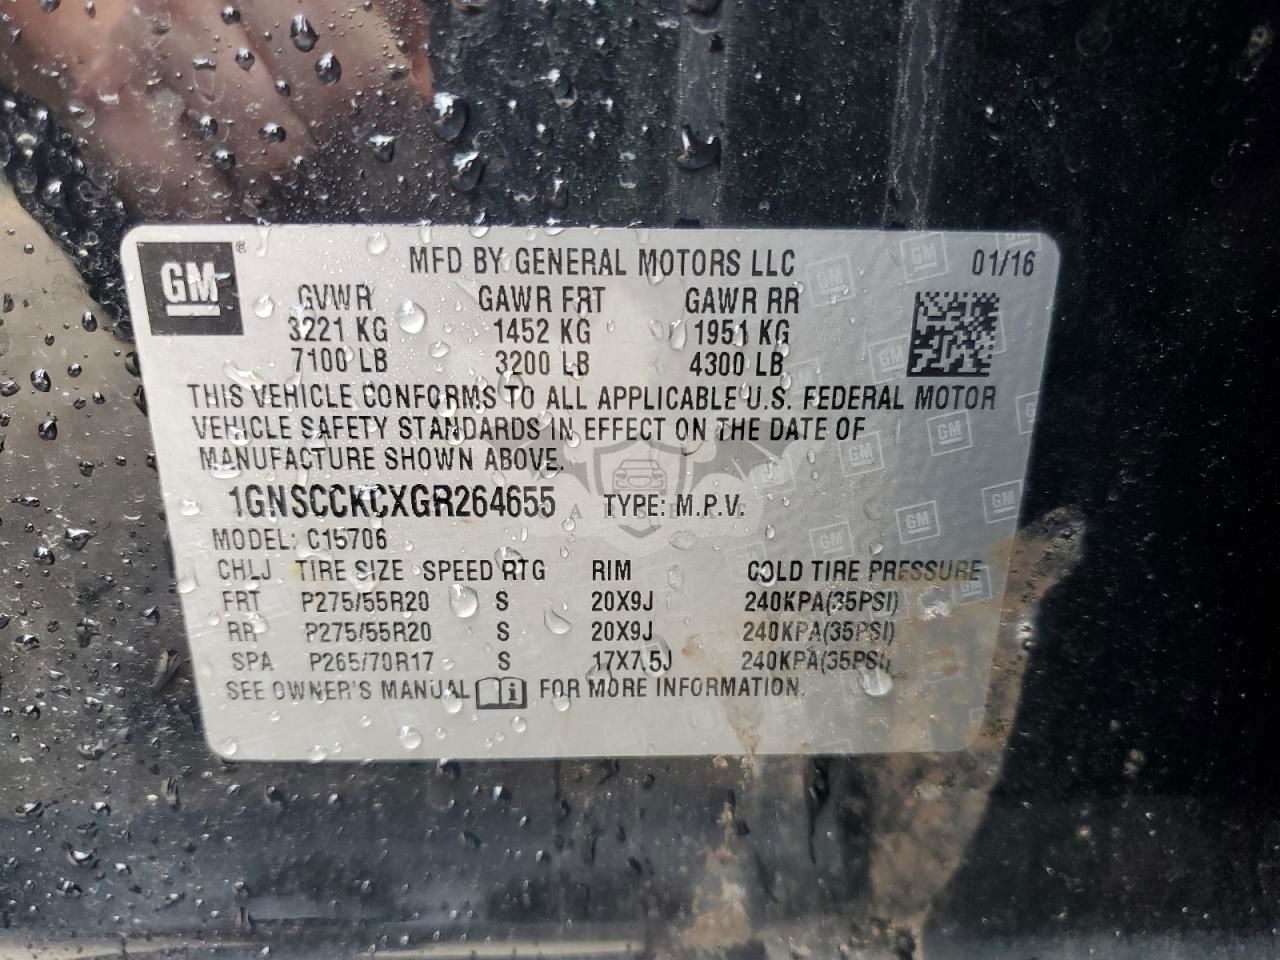 GM ®
MFD BY GENERAL MOTORS LLC 01/16
GVWR GAWR FRT GAWR RR
3221 KG 1452 KG 1951 KG
7100 LB 3200 LB 4300 LB
THIS VEHICLE CONFORMS TO ALL APPLICABLE U.S. FEDERAL MOTOR
VEHICLE SAFETY STANDARDS IN EFFECT ON THE DATE OF
MANUFACTURE SHOWN ABOVE.
1GNSCCKCXGR264655 TYPE: M.P.V.
MODEL: C15706
TIRE SIZE SPEED RTG RIM COLD TIRE PRESSURE
FRT P275/55R20 S 20X9J 240KPA(35PSI)
RR P275/55R20 S 20X9J 240KPA(35PSI)
SPA P265/70R17 S 17X7.5J 240KPA(35PSI)
SEE OWNER'S MANUAL i FOR MORE INFORMATION.